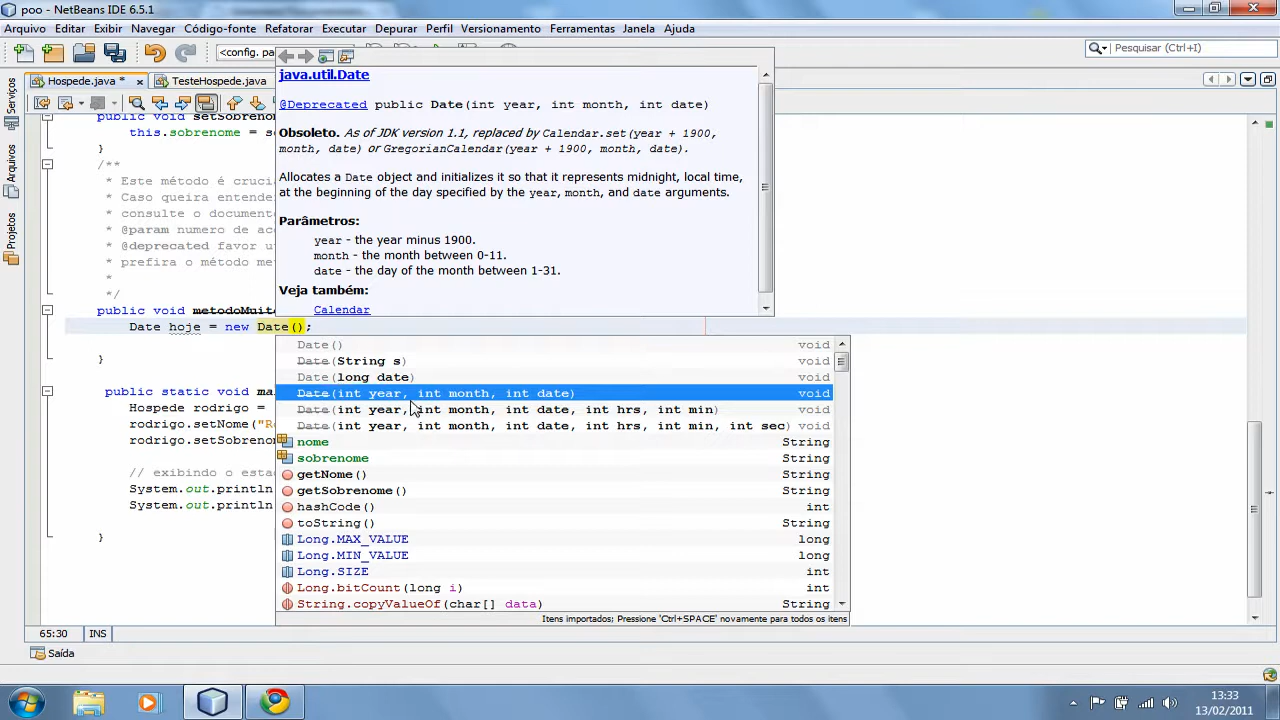 poo - NetBeans IDE 6.5.1
Arquivo Editar Exibir Navegar Código-fonte Refatorar Executar Depurar Perfil Versionamento Ferramentas Janela Ajuda
<config. pa
Pesquisar (Ctrl+I)
Hospede.java * TesteHospede.java
Serviços
Arquivos
Projetos
java.util.Date
@Deprecated public Date(int year, int month, int date)
Obsoleto. As of JDK version 1.1, replaced by Calendar.set(year + 1900,
month, date) or GregorianCalendar(year + 1900, month, date).
Allocates a Date object and initializes it so that it represents midnight, local time,
at the beginning of the day specified by the year, month, and date arguments.
Parâmetros:
year - the year minus 1900.
month - the month between 0-11.
date - the day of the month between 1-31.
Veja também:
Calendar
public void setSobreno
this.sobrenome = so
}
/**
* Este método é crucia
* Caso queira entende
* consulte o document
* @param numero de ac
* @deprecated favor u
* prefira o método me
*
*/
public void metodoMuit
Date hoje = new Date();
}
public static void ma
Hospede rodrigo =
rodrigo.setNome("R
rodrigo.setSobreno
// exibindo o esta
System.out.println
System.out.println
}
Date() void
Date(String s) void
Date(long date) void
Date(int year, int month, int date) void
Date(int year, int month, int date, int hrs, int min) void
Date(int year, int month, int date, int hrs, int min, int sec) void
nome String
sobrenome String
getNome() String
getSobrenome() String
hashCode() int
toString() String
Long.MAX_VALUE long
Long.MIN_VALUE long
Long.SIZE int
Long.bitCount(long i) int
String.copyValueOf(char[] data) String
Itens importados; Pressione 'Ctrl+SPACE' novamente para todos os itens
65:30 INS
Saída
13:33
13/02/2011